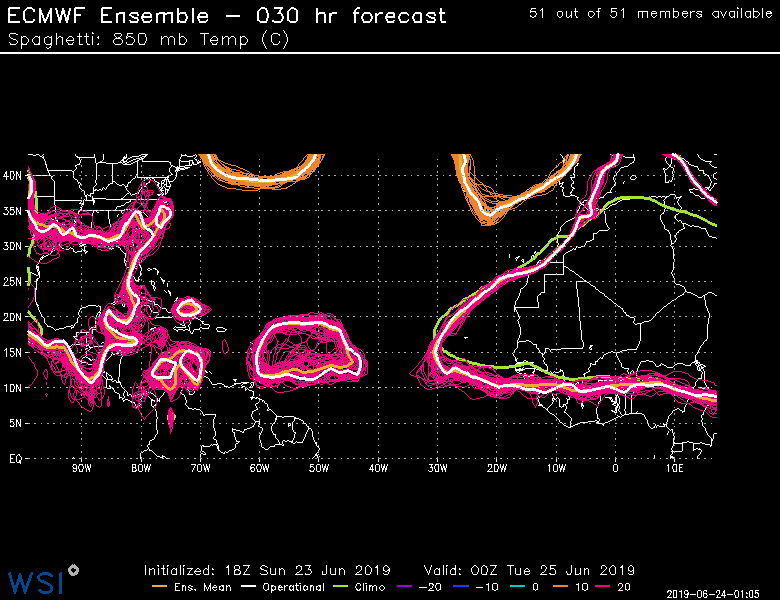 ECMWF Ensemble – 030 hr forecast
51 out of 51 members available
Spaghetti: 850 mb Temp (C)
40N
35N
30N
25N
20N
15N
10N
5N
EQ
90W 80W 70W 60W 50W 40W 30W 20W 10W 0 10E
WSI
Initialized: 18Z Sun 23 Jun 2019 Valid: 00Z Tue 25 Jun 2019
Ens. Mean Operational Climo -20 -10 0 10 20
2019-06-24-01:05